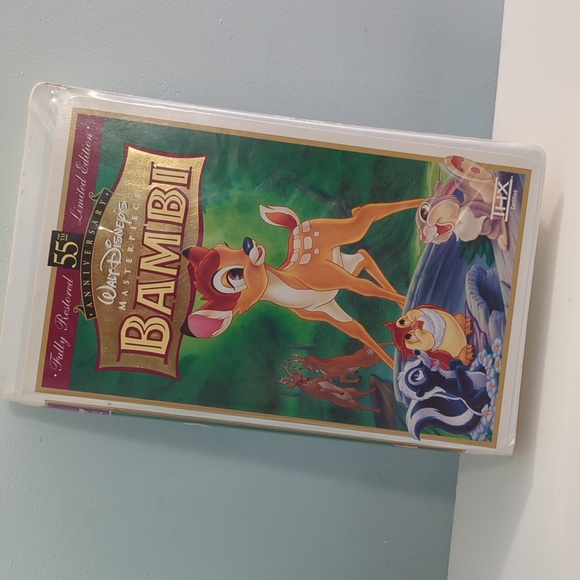 Fully Restored 55TH Limited Edition
ANNIVERSARY
WALT DISNEY'S
MASTERPIECE
BAMBI
THX